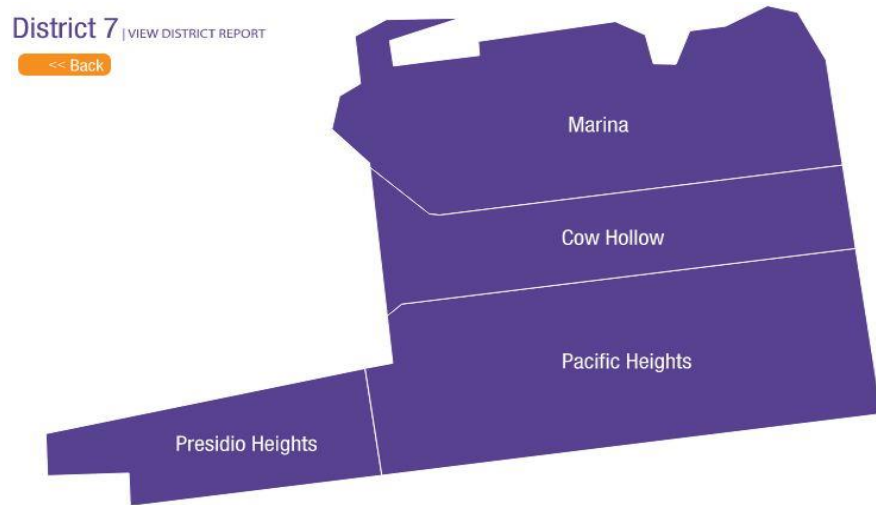 District 7 | VIEW DISTRICT REPORT
<< Back
Marina
Cow Hollow
Pacific Heights
Presidio Heights